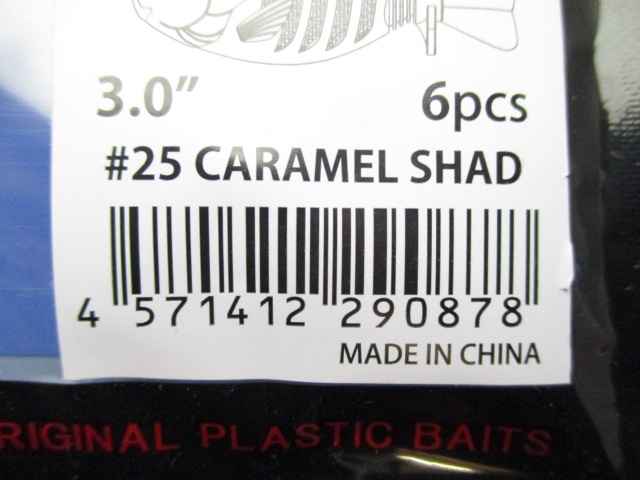 3.0” 6pcs
#25 CARAMEL SHAD
4 571412 290878
MADE IN CHINA
RIGINAL PLASTIC BAITS